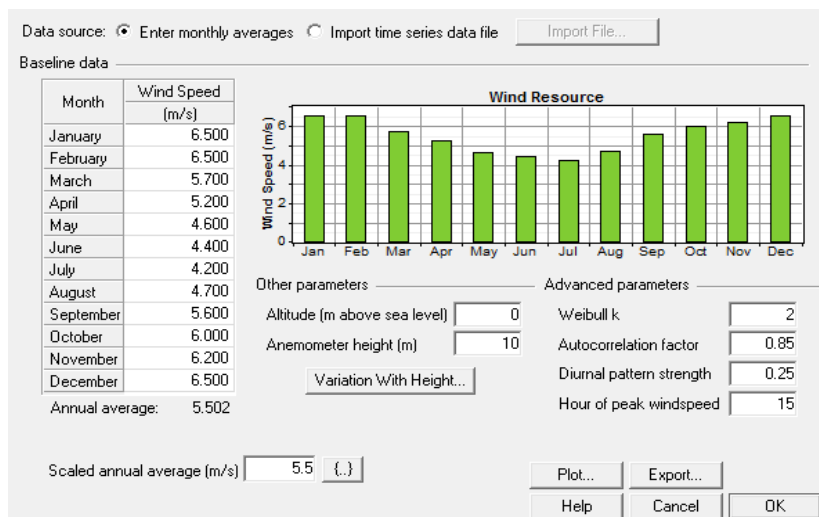 Data source: Enter monthly averages Import time series data file Import File...
Baseline data
Month Wind Speed
(m/s)
January 6.500
February 6.500
March 5.700
April 5.200
May 4.600
June 4.400
July 4.200
August 4.700
September 5.600
October 6.000
November 6.200
December 6.500
Annual average: 5.502
Wind Resource
Wind Speed (m/s)
6
4
2
0
Jan Feb Mar Apr May Jun Jul Aug Sep Oct Nov Dec
Other parameters
Altitude (m above sea level) 0
Anemometer height (m) 10
Variation With Height...
Advanced parameters
Weibull k 2
Autocorrelation factor 0.85
Diurnal pattern strength 0.25
Hour of peak windspeed 15
Scaled annual average (m/s) 5.5 {..}
Plot... Export...
Help Cancel OK